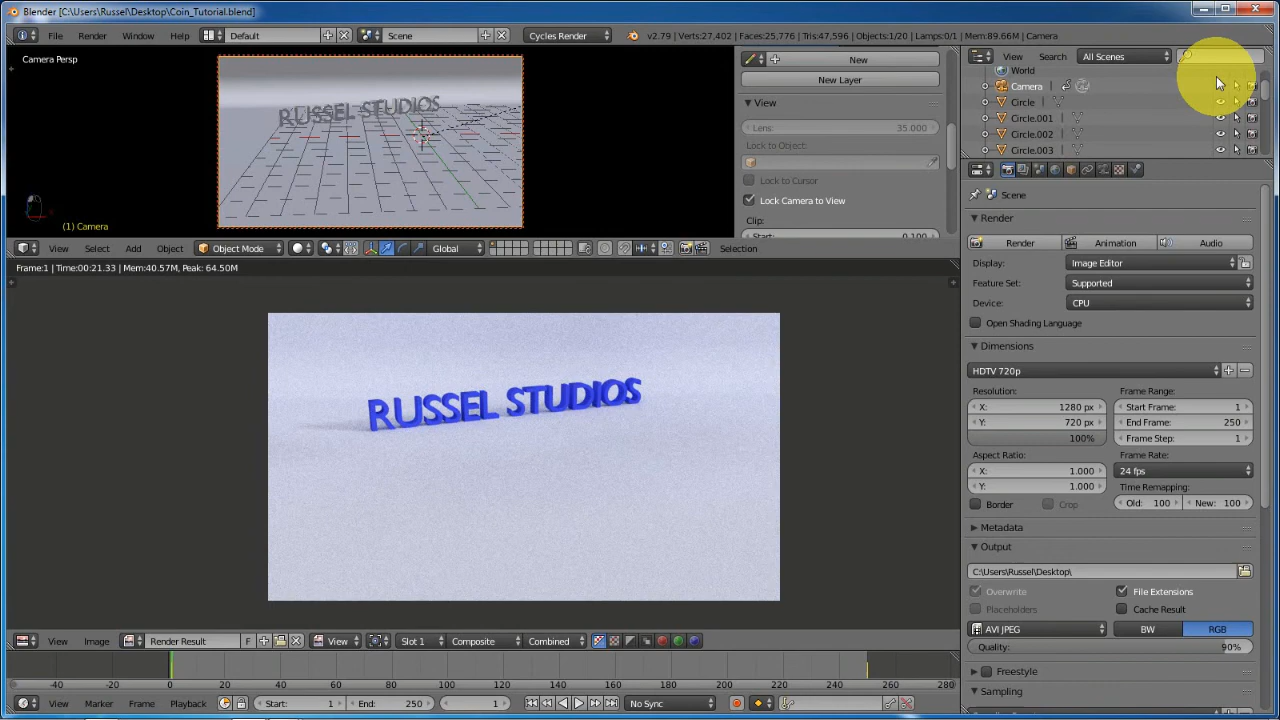 Blender [C:\Users\Russel\Desktop\Coin_Tutorial.blend]
File Render Window Help Default Scene Cycles Render v2.79 | Verts:27,402 | Faces:25,776 | Tris:47,596 | Objects:1/20 | Lamps:0/1 | Mem:89.66M | Camera
View Search All Scenes
Camera Persp
RUSSEL STUDIOS
(1) Camera
New
New Layer
View
Lens: 35.000
Lock to Object:
Lock to Cursor
Lock Camera to View
Clip:
Start: 0.100
World
Camera
Circle
Circle.001
Circle.002
Circle.003
View Select Add Object Object Mode Global Selection
Frame:1 | Time:00:21.33 | Mem:40.57M, Peak: 64.50M
RUSSEL STUDIOS
Scene
Render
Render Animation Audio
Display: Image Editor
Feature Set: Supported
Device: CPU
Open Shading Language
Dimensions
HDTV 720p
Resolution: Frame Range:
X: 1280 px Start Frame: 1
Y: 720 px End Frame: 250
100% Frame Step: 1
Aspect Ratio: Frame Rate:
X: 1.000 24 fps
Y: 1.000 Time Remapping:
Border Crop Old: 100 New: 100
Metadata
Output
C:\Users\Russel\Desktop\
Overwrite File Extensions
Placeholders Cache Result
AVI JPEG BW RGB
Quality: 90%
Freestyle
Sampling
View Image Render Result F View Slot 1 Composite Combined
-40 -20 0 20 40 60 80 100 120 140 160 180 200 220 240 260 280
View Marker Frame Playback Start: 1 End: 250 1 No Sync